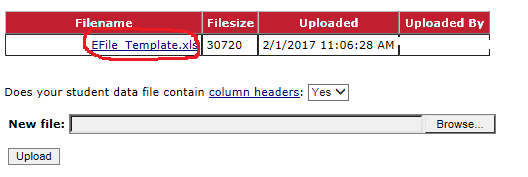 Filename Filesize Uploaded Uploaded By
EFile_Template.xls 30720 2/1/2017 11:06:28 AM
Does your student data file contain column headers: Yes
New file: Browse...
Upload